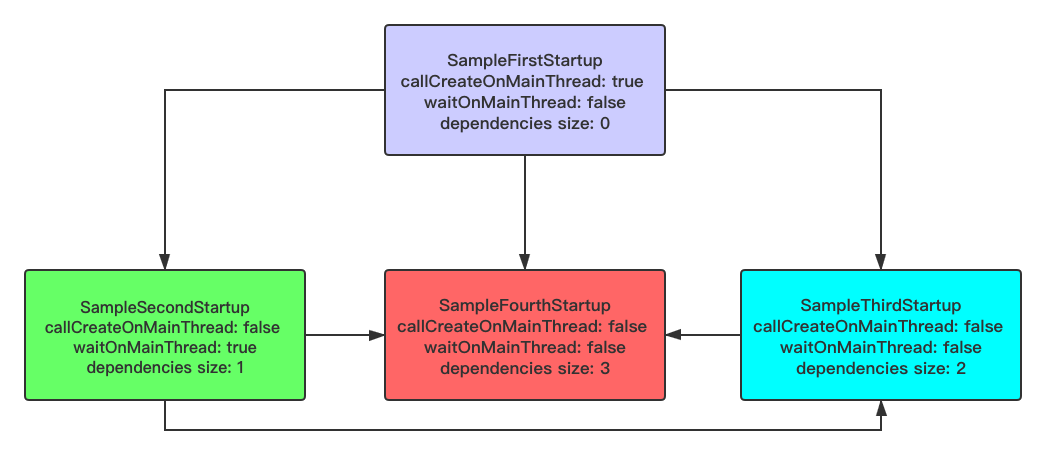 SampleFirstStartup
callCreateOnMainThread: true
waitOnMainThread: false
dependencies size: 0
SampleSecondStartup
callCreateOnMainThread: false
waitOnMainThread: true
dependencies size: 1
SampleFourthStartup
callCreateOnMainThread: false
waitOnMainThread: false
dependencies size: 3
SampleThirdStartup
callCreateOnMainThread: false
waitOnMainThread: false
dependencies size: 2